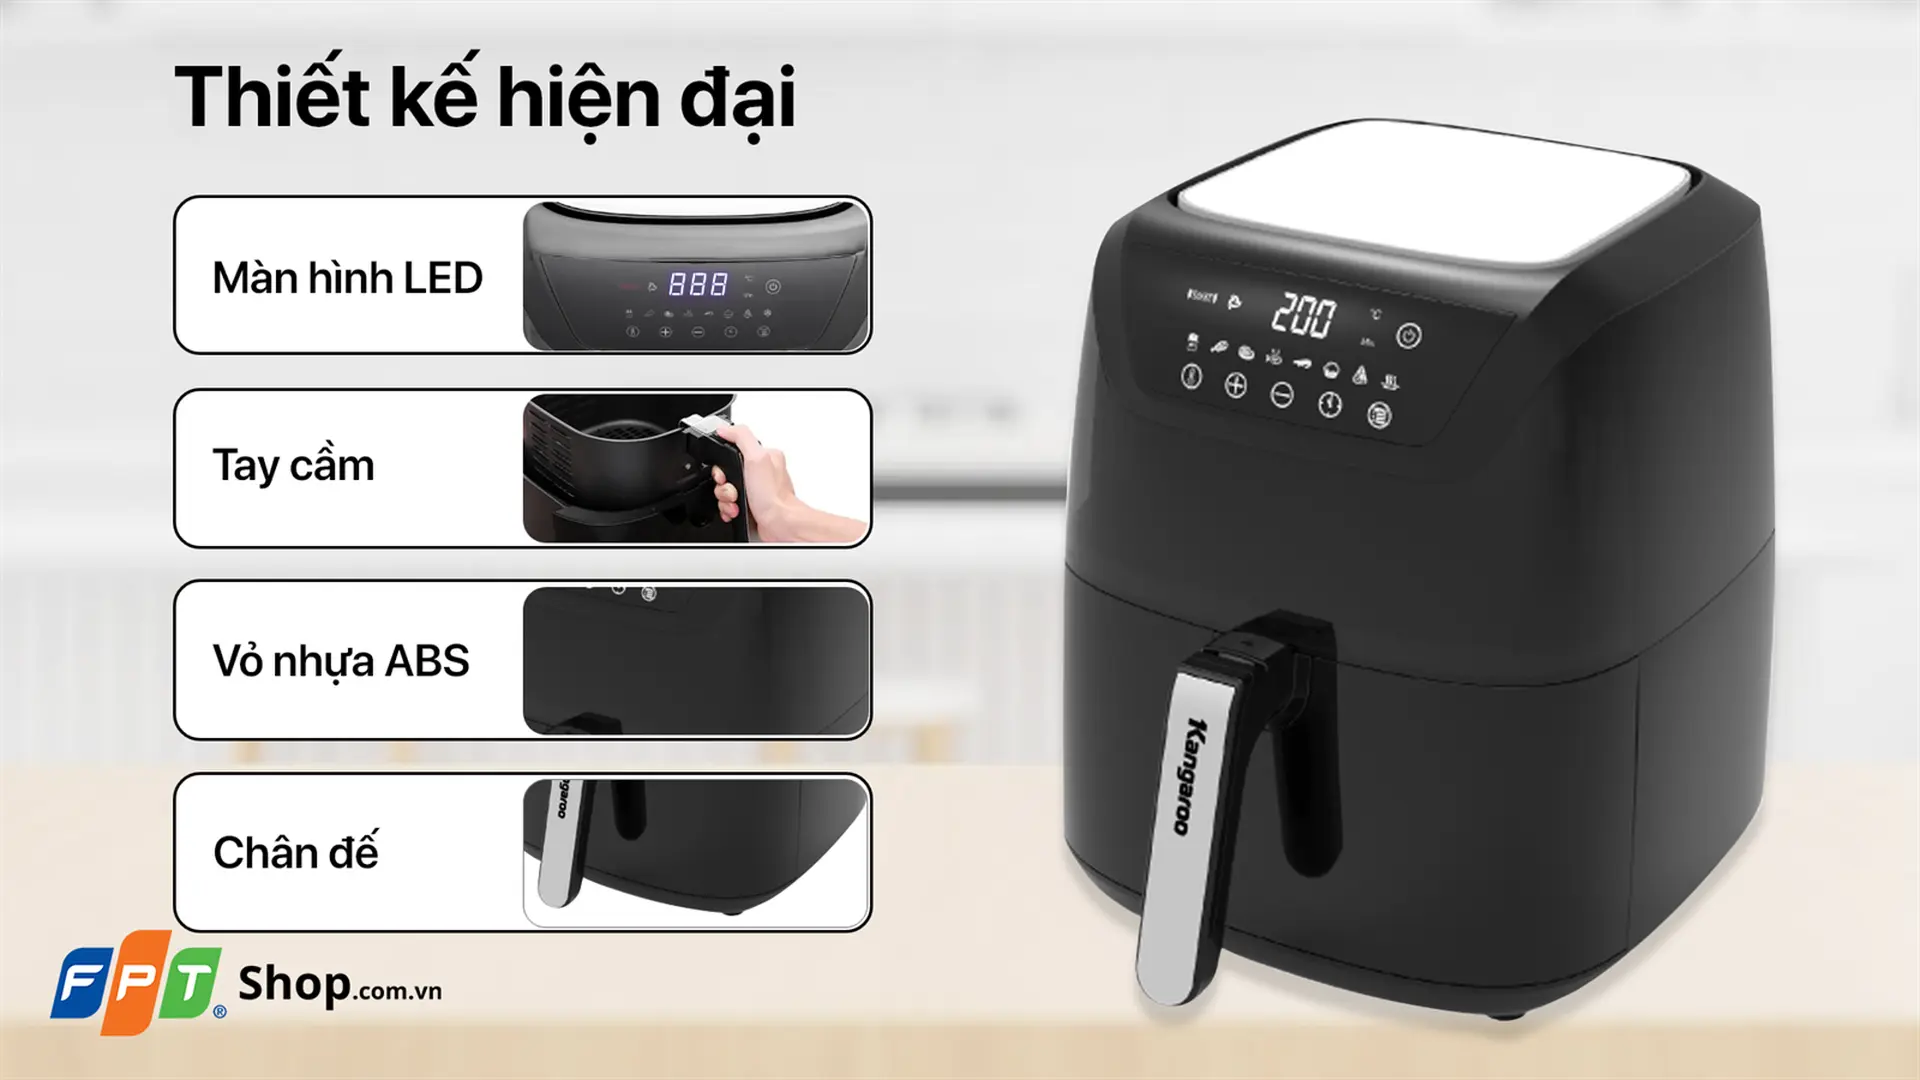 Thiết kế hiện đại
Màn hình LED
888
Tay cầm
Vỏ nhựa ABS
Chân đế
ngaroo
200
°C
Kangaroo
FPT® Shop.com.vn